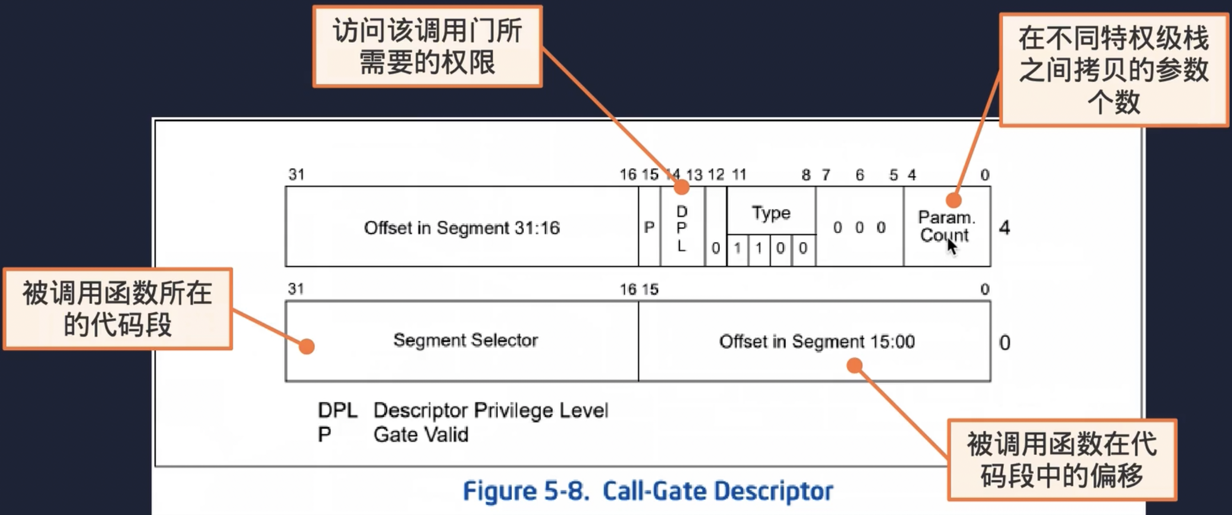 访问该调用门所
需要的权限
在不同特权级栈
之间拷贝的参数
个数
31 16 15 14 13 12 11 8 7 6 5 4 0
Offset in Segment 31:16 P D P L 0 Type 1 1 0 0 0 0 0 Param. Count 4
被调用函数所在
的代码段
31 16 15 0
Segment Selector Offset in Segment 15:00 0
DPL Descriptor Privilege Level
P Gate Valid
被调用函数在代
码段中的偏移
Figure 5-8. Call-Gate Descriptor